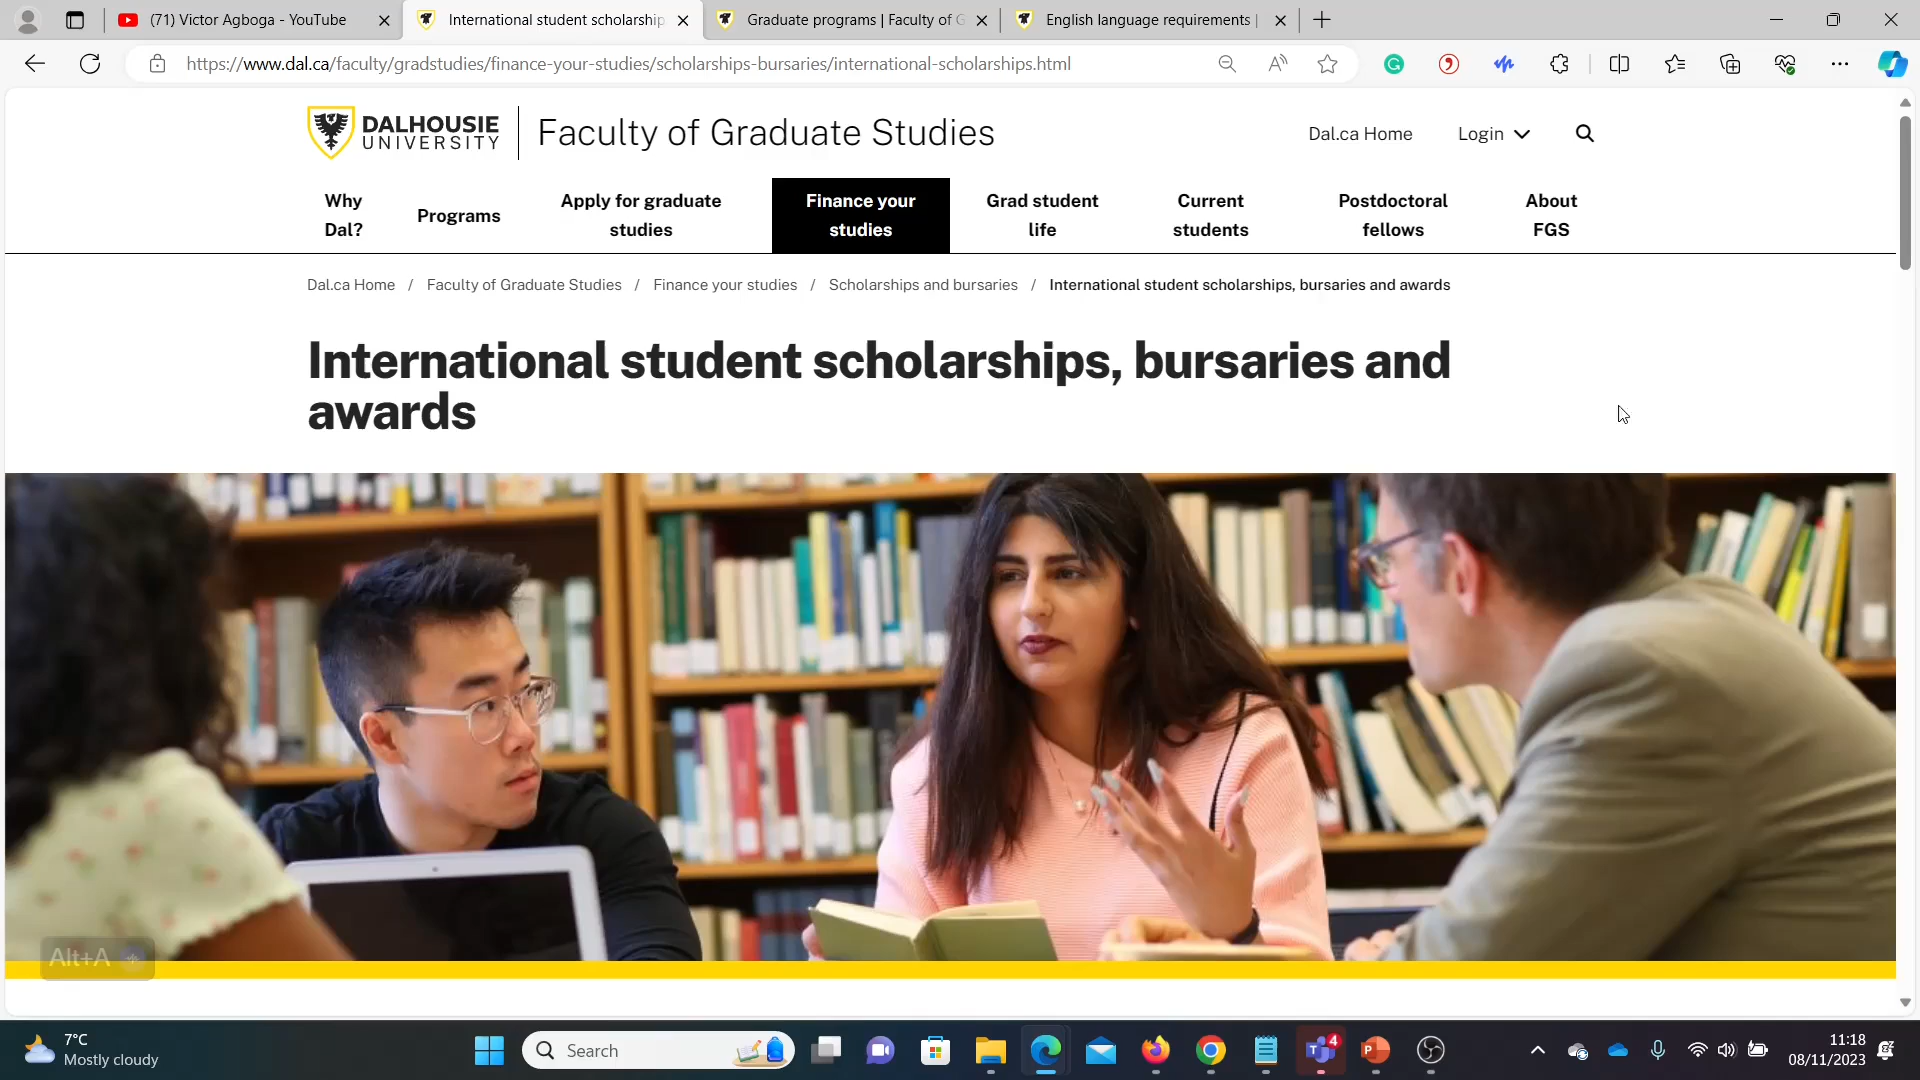 (71) Victor Agboga - YouTube
International student scholarship
Graduate programs | Faculty of G
English language requirements |
https://www.dal.ca/faculty/gradstudies/finance-your-studies/scholarships-bursaries/international-scholarships.html
DALHOUSIE
UNIVERSITY
Faculty of Graduate Studies
Dal.ca Home
Login
Why
Dal?
Programs
Apply for graduate
studies
Finance your
studies
Grad student
life
Current
students
Postdoctoral
fellows
About
FGS
Dal.ca Home / Faculty of Graduate Studies / Finance your studies / Scholarships and bursaries / International student scholarships, bursaries and awards
International student scholarships, bursaries and
awards
Alt+A
7°C
Mostly cloudy
Search
4
11:18
08/11/2023